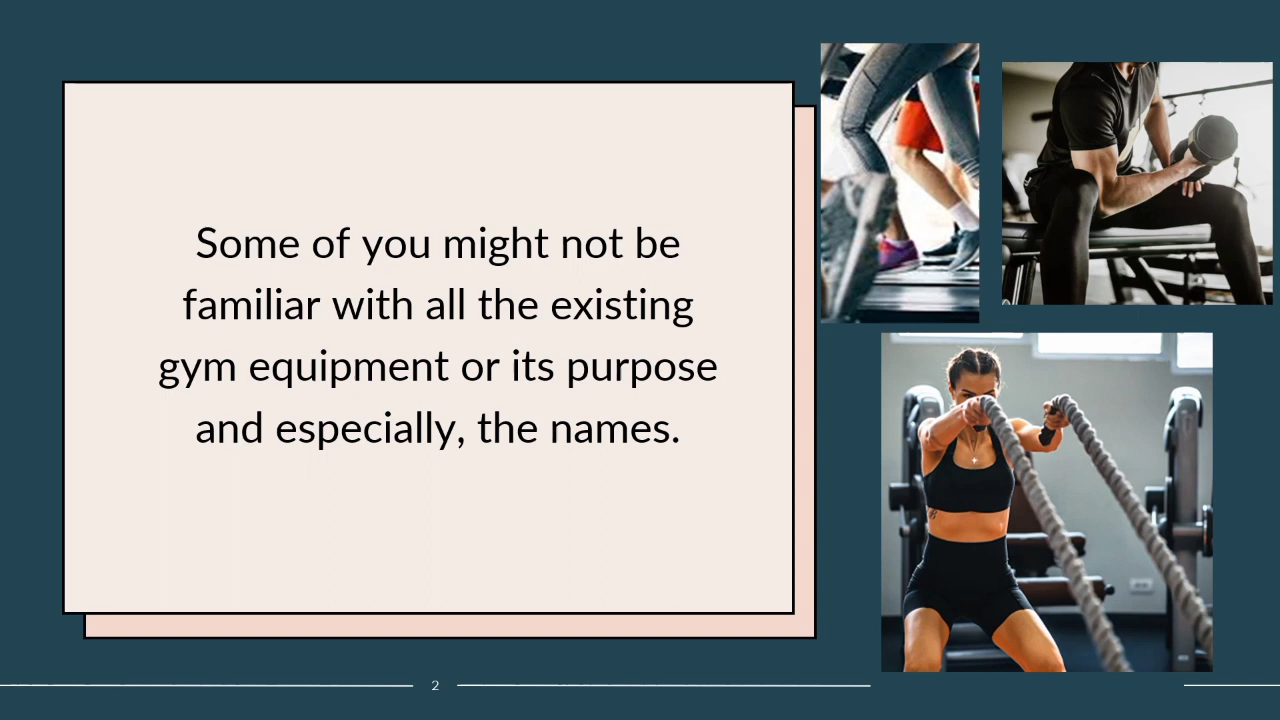 Some of you might not be
familiar with all the existing
gym equipment or its purpose
and especially, the names.
2